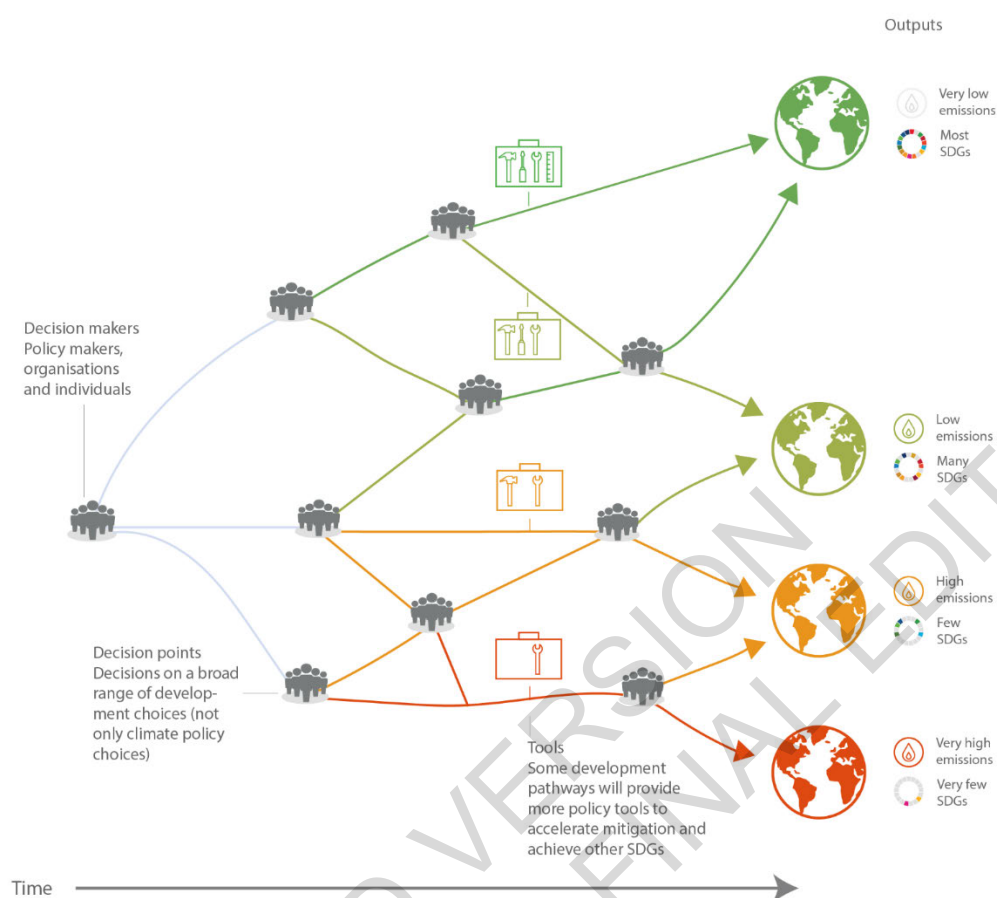 Outputs
Very low
emissions
Most
SDGs
Decision makers
Policy makers,
organisations
and individuals
Low
emissions
Many
SDGs
High
emissions
Few
SDGs
Decision points
Decisions on a broad
range of develop-
ment choices (not
only climate policy
choices)
Very high
emissions
Very few
SDGs
Tools
Some development
pathways will provide
more policy tools to
accelerate mitigation and
achieve other SDGs
Time
VERSION
FINAL